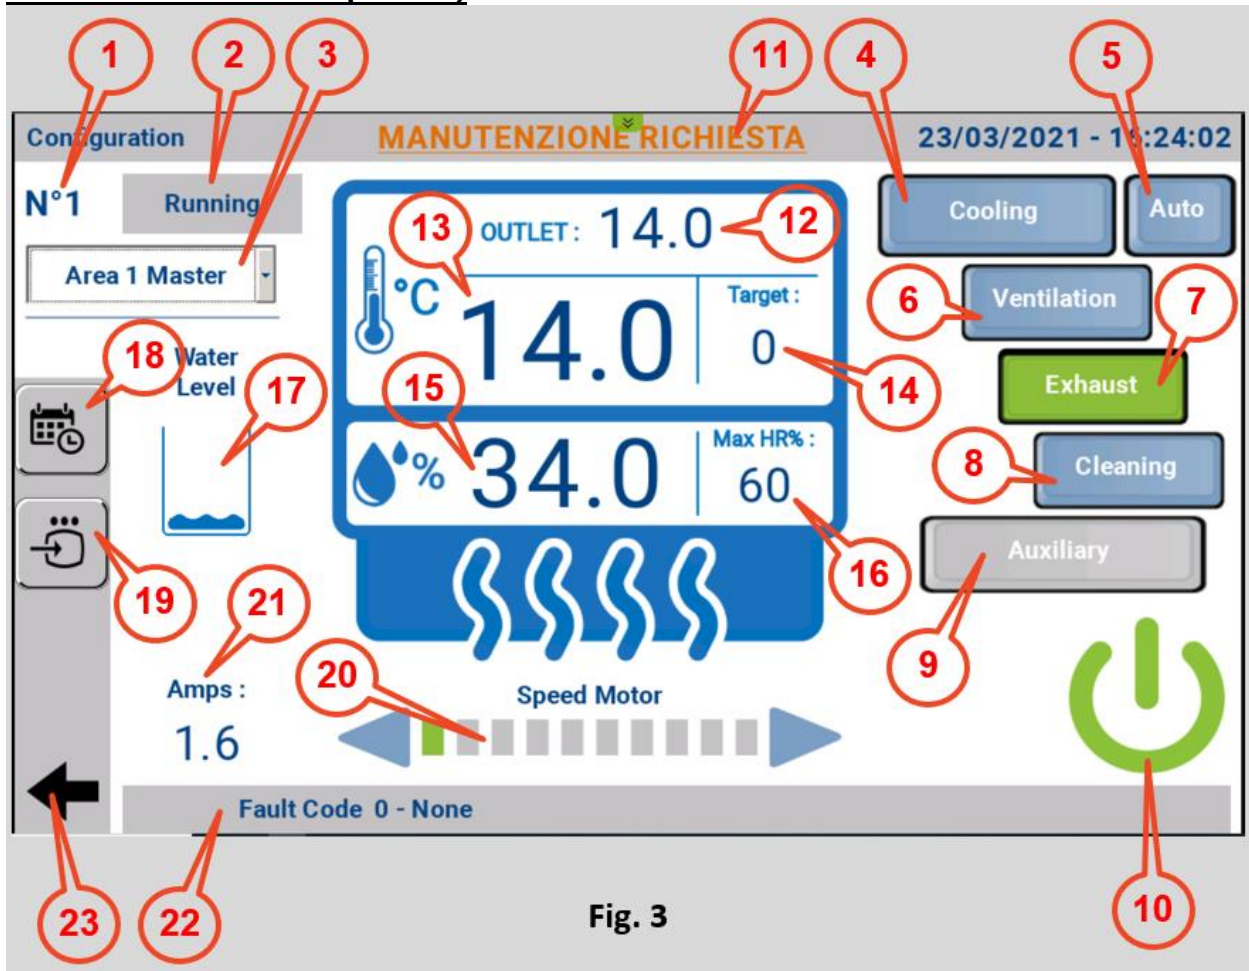 1 2 3 11 4 5
Configuration MANUTENZIONE RICHIESTA 23/03/2021 - 16:24:02
N°1 Running
Area 1 Master
13 OUTLET : 14.0 12
Cooling Auto
°C 14.0
Target :
0
6 Ventilation 7
18 Water
Level 17
15
14
Exhaust
% 34.0
Max HR% :
60
8 Cleaning
16
Auxiliary
19 21
9
20
Amps :
1.6
Speed Motor
Fault Code 0 - None
23 22
Fig. 3
10